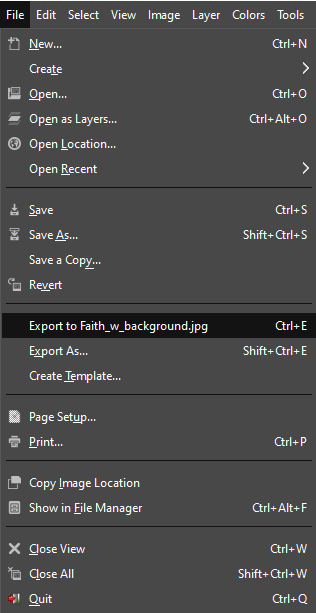 File Edit Select View Image Layer Colors Tools
New... Ctrl+N
Create
Open... Ctrl+O
Open as Layers... Ctrl+Alt+O
Open Location...
Open Recent
Save Ctrl+S
Save As... Shift+Ctrl+S
Save a Copy...
Revert
Export to Faith_w_background.jpg Ctrl+E
Export As... Shift+Ctrl+E
Create Template...
Page Setup...
Print... Ctrl+P
Copy Image Location
Show in File Manager Ctrl+Alt+F
Close View Ctrl+W
Close All Shift+Ctrl+W
Quit Ctrl+Q